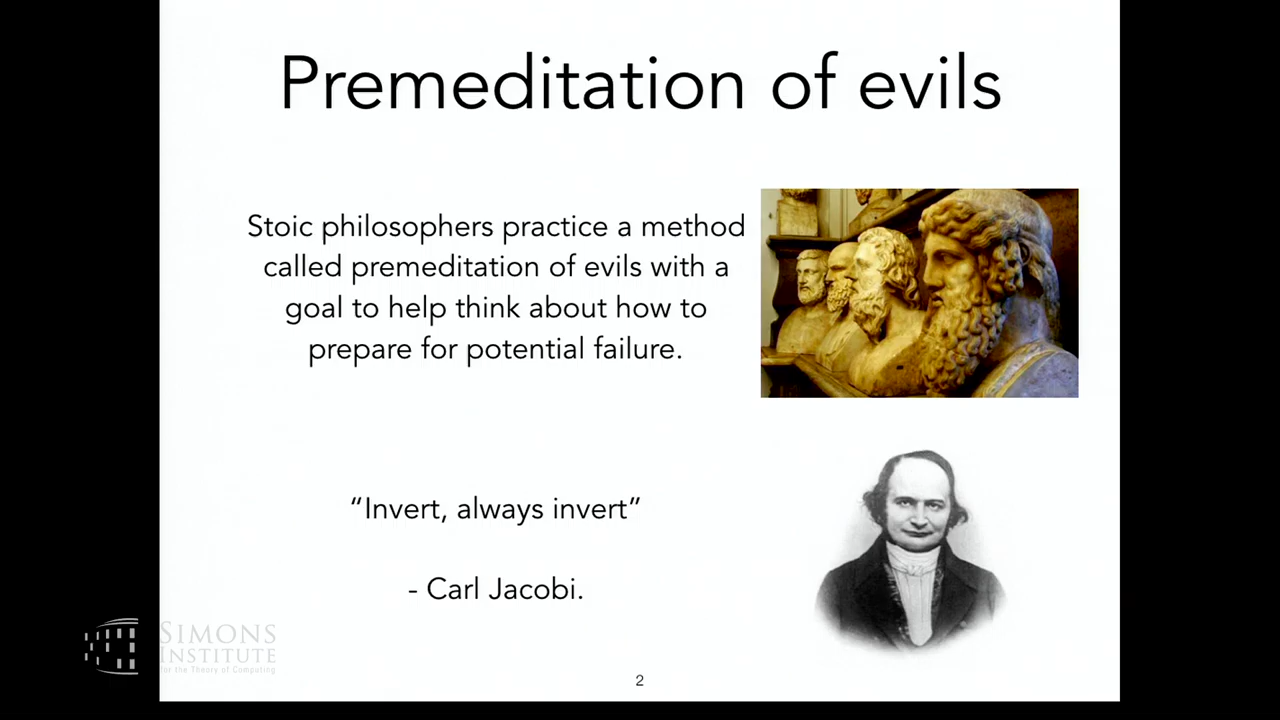 Premeditation of evils
Stoic philosophers practice a method
called premeditation of evils with a
goal to help think about how to
prepare for potential failure.
“Invert, always invert”
- Carl Jacobi.
SIMONS
INSTITUTE
for the Theory of Computing
2